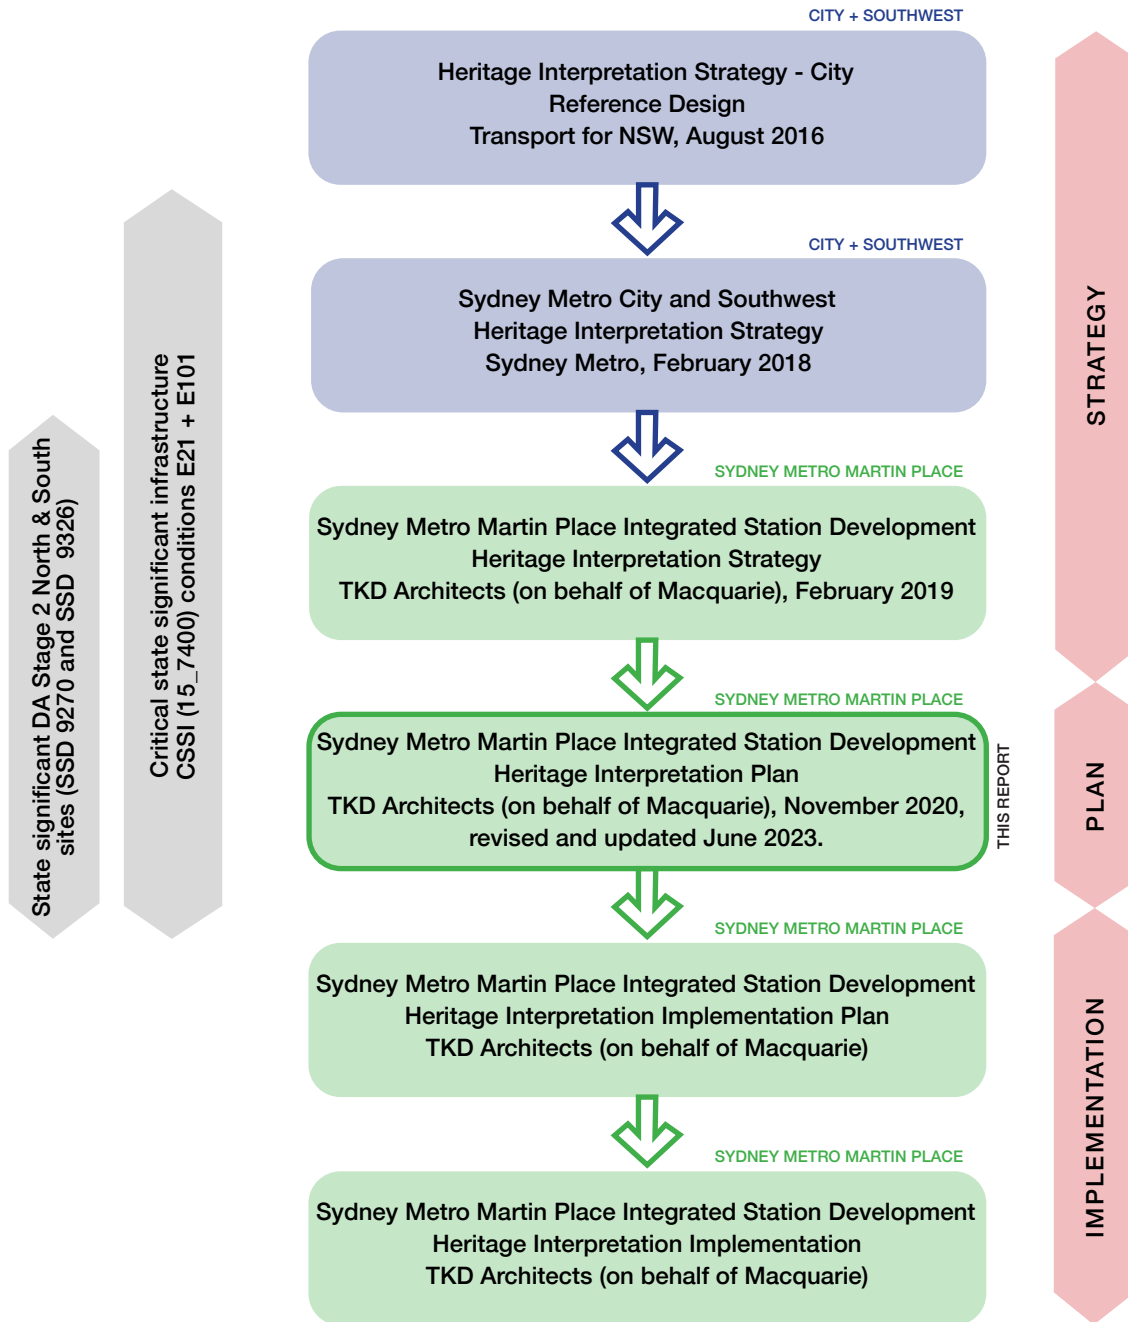 CITY + SOUTHWEST
Heritage Interpretation Strategy - City
Reference Design
Transport for NSW, August 2016
CITY + SOUTHWEST
Sydney Metro City and Southwest
Heritage Interpretation Strategy
Sydney Metro, February 2018
SYDNEY METRO MARTIN PLACE
Sydney Metro Martin Place Integrated Station Development
Heritage Interpretation Strategy
TKD Architects (on behalf of Macquarie), February 2019
SYDNEY METRO MARTIN PLACE
Sydney Metro Martin Place Integrated Station Development
Heritage Interpretation Plan
TKD Architects (on behalf of Macquarie), November 2020,
revised and updated June 2023.
THIS REPORT
SYDNEY METRO MARTIN PLACE
Sydney Metro Martin Place Integrated Station Development
Heritage Interpretation Implementation Plan
TKD Architects (on behalf of Macquarie)
SYDNEY METRO MARTIN PLACE
Sydney Metro Martin Place Integrated Station Development
Heritage Interpretation Implementation
TKD Architects (on behalf of Macquarie)
State significant DA Stage 2 North & South
sites (SSD 9270 and SSD 9326)
Critical state significant infrastructure
CSSI (15_7400) conditions E21 + E101
STRATEGY
PLAN
IMPLEMENTATION